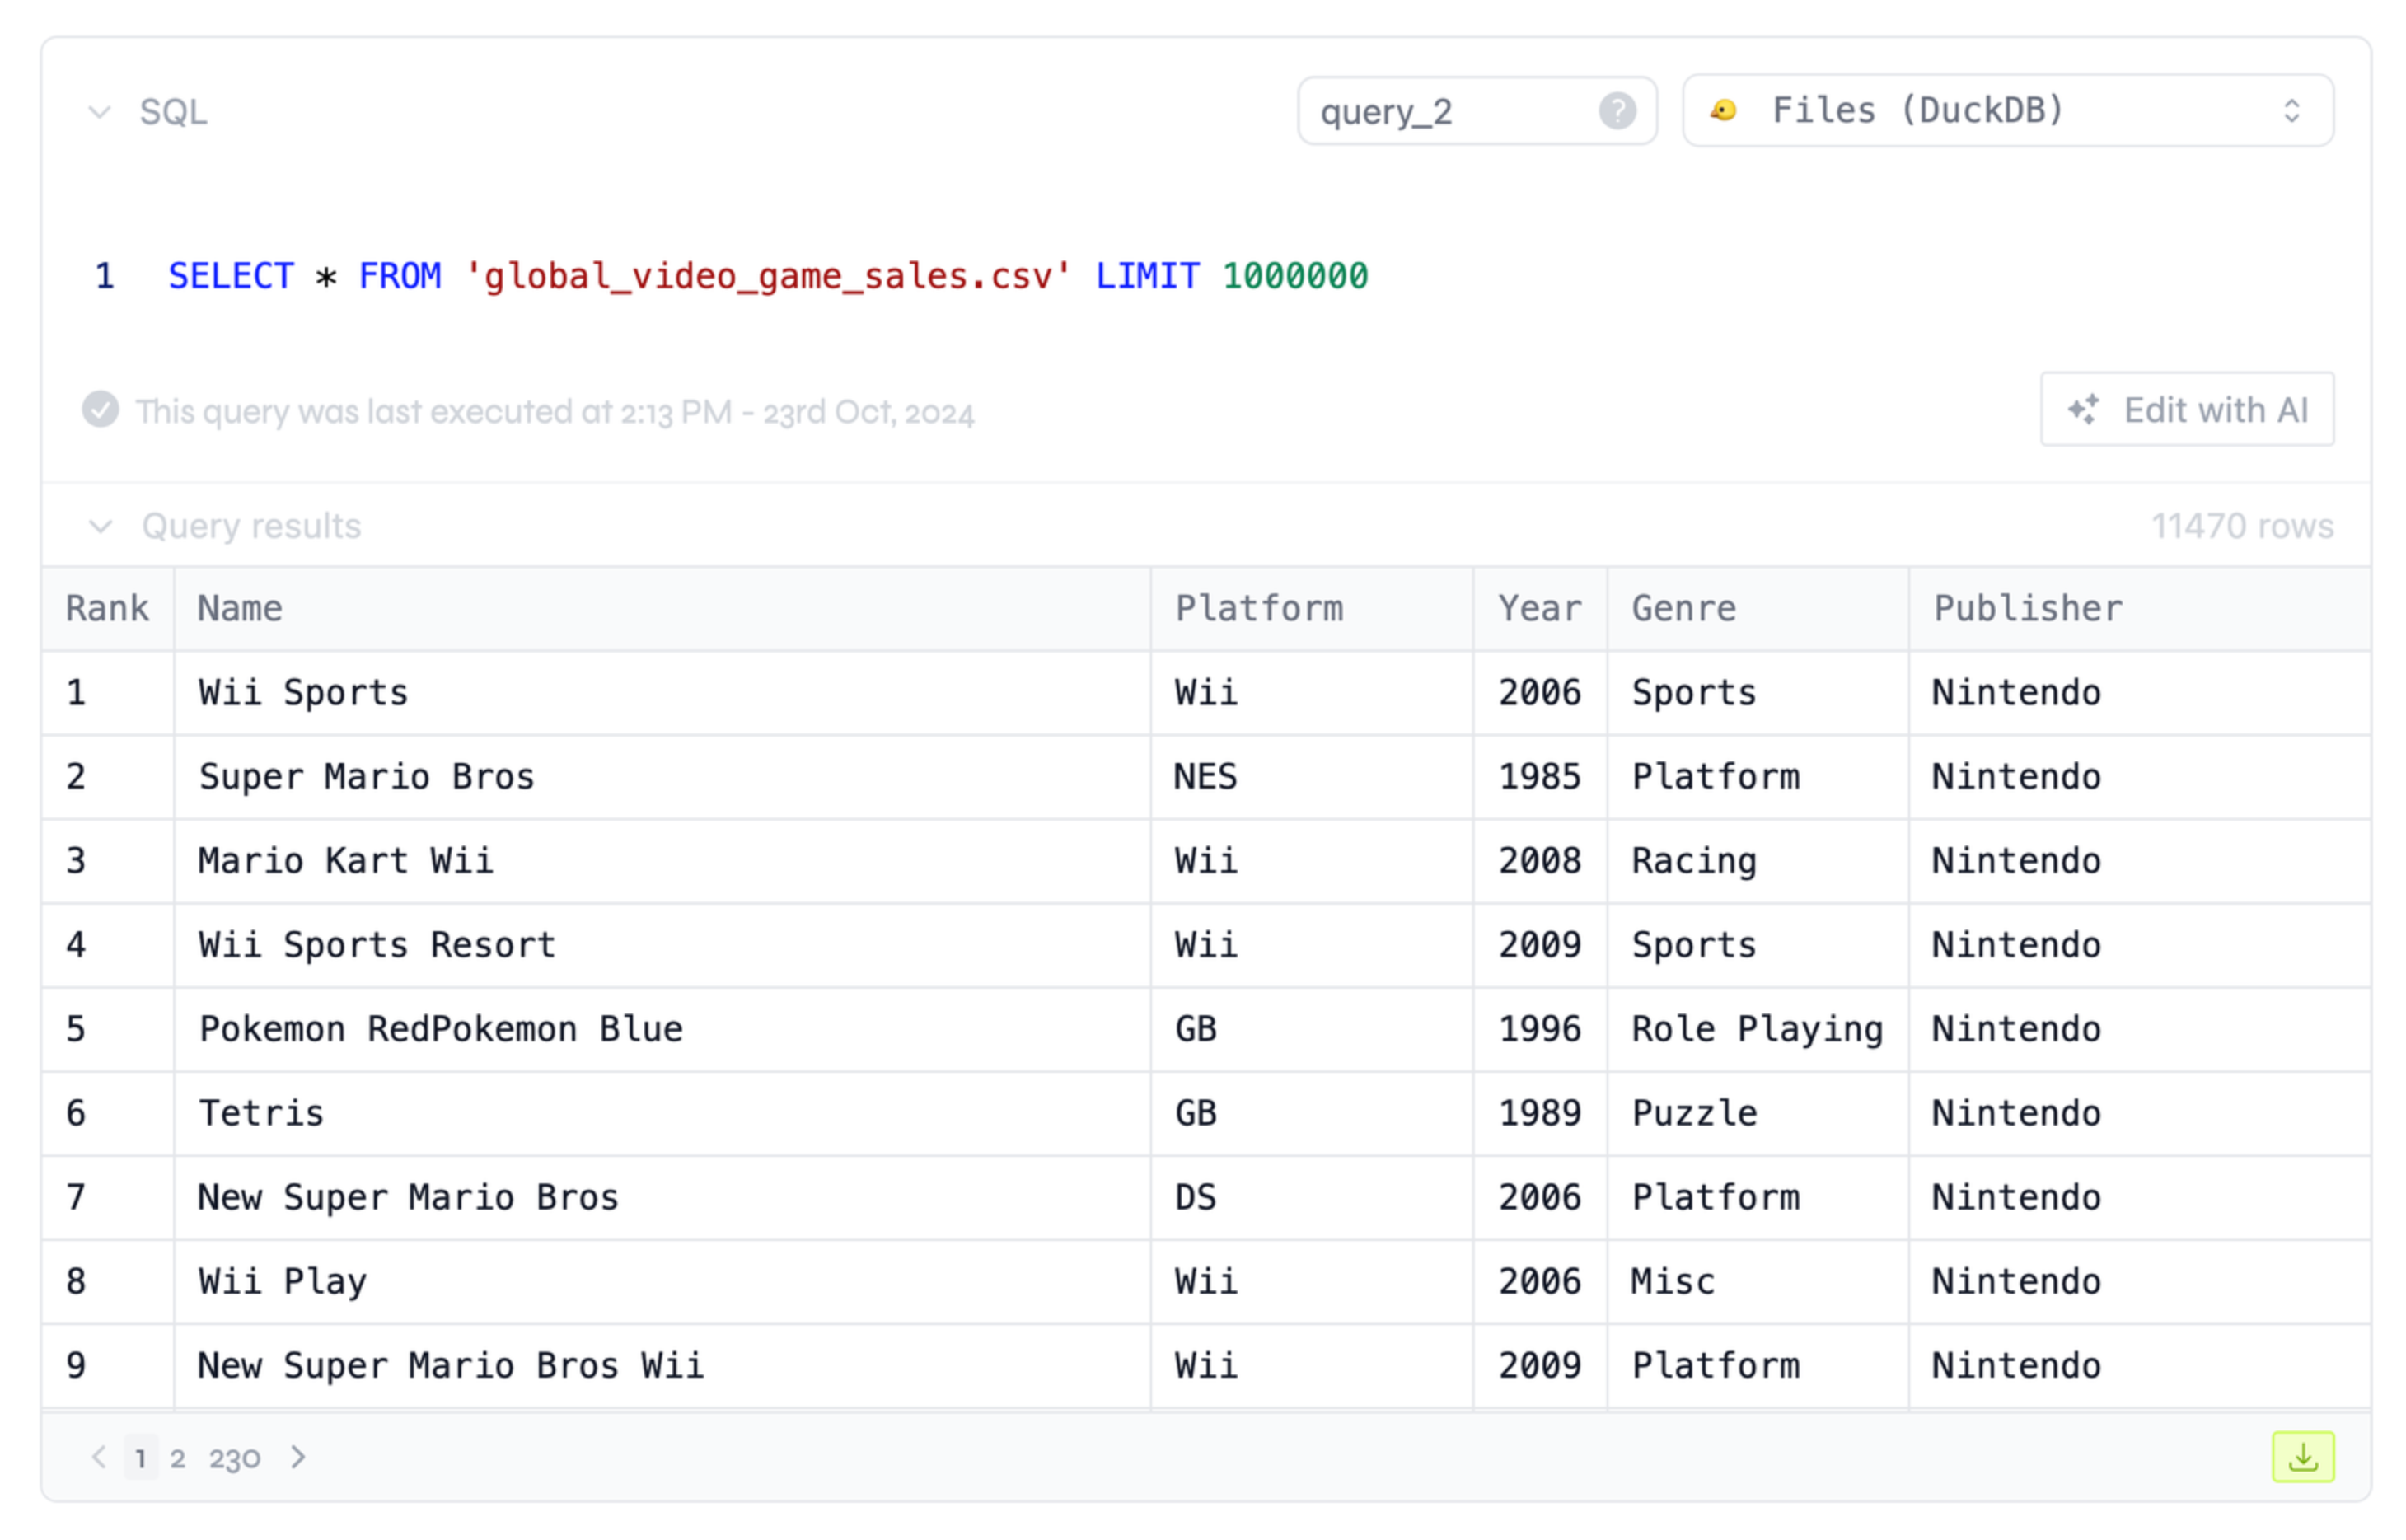 SQL query_2 ? Files (DuckDB)
1 SELECT * FROM 'global_video_game_sales.csv' LIMIT 1000000
This query was last executed at 2:13 PM - 23rd Oct, 2024 Edit with AI
Query results 11470 rows
Rank Name Platform Year Genre Publisher
1 Wii Sports Wii 2006 Sports Nintendo
2 Super Mario Bros NES 1985 Platform Nintendo
3 Mario Kart Wii Wii 2008 Racing Nintendo
4 Wii Sports Resort Wii 2009 Sports Nintendo
5 Pokemon RedPokemon Blue GB 1996 Role Playing Nintendo
6 Tetris GB 1989 Puzzle Nintendo
7 New Super Mario Bros DS 2006 Platform Nintendo
8 Wii Play Wii 2006 Misc Nintendo
9 New Super Mario Bros Wii Wii 2009 Platform Nintendo
1 2 230